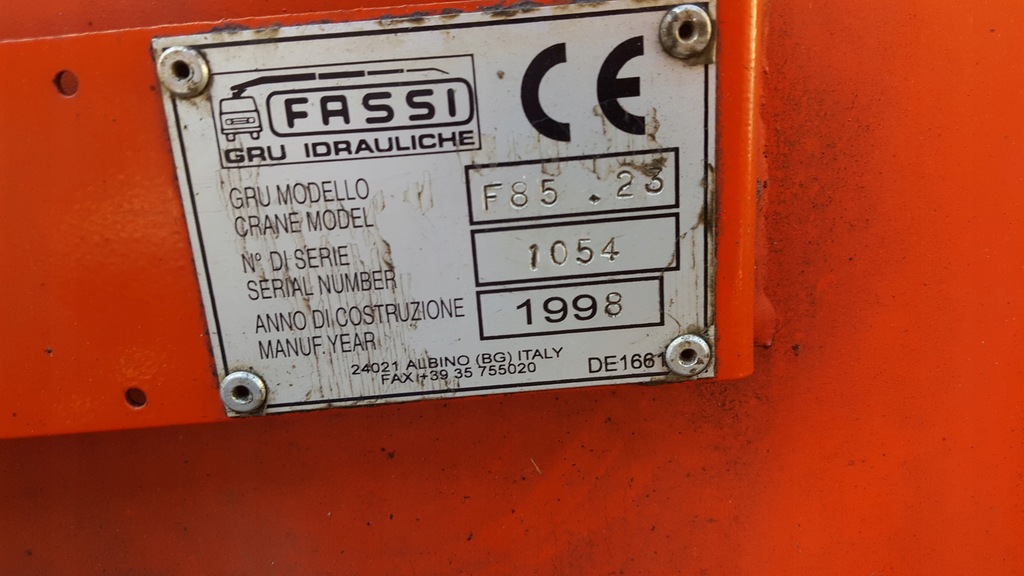 FASSI
GRU IDRAULICHE
CE
GRU MODELLO
CRANE MODEL
F85 .23
N° DI SERIE
SERIAL NUMBER
1054
ANNO DI COSTRUZIONE
MANUF. YEAR
1998
24021 ALBINO (BG) ITALY
FAX +39 35 755020
DE1661